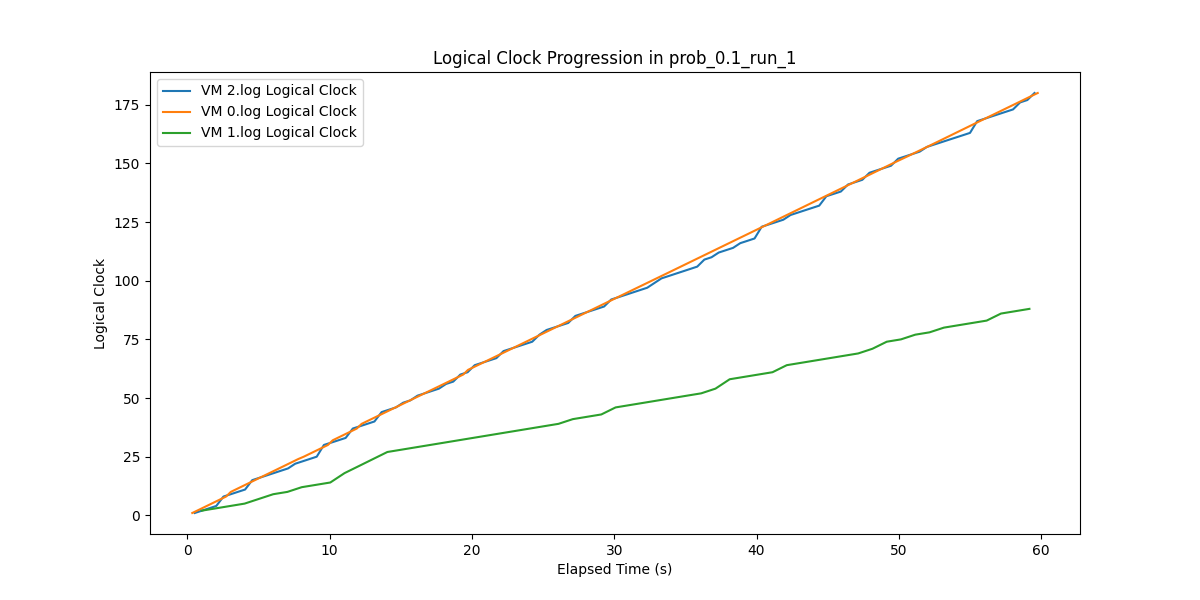 Logical Clock Progression in prob_0.1_run_1
VM 2.log Logical Clock
VM 0.log Logical Clock
VM 1.log Logical Clock
Logical Clock
175
150
125
100
75
50
25
0
0 10 20 30 40 50 60
Elapsed Time (s)